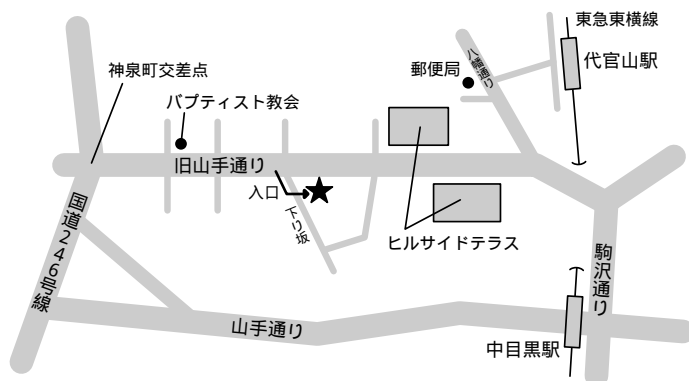 東急東横線
神泉町交差点
八幡通り
郵便局
代官山駅
バプティスト教会
旧山手通り
入口
下り坂
国道246号線
ヒルサイドテラス
駒沢通り
山手通り
中目黒駅